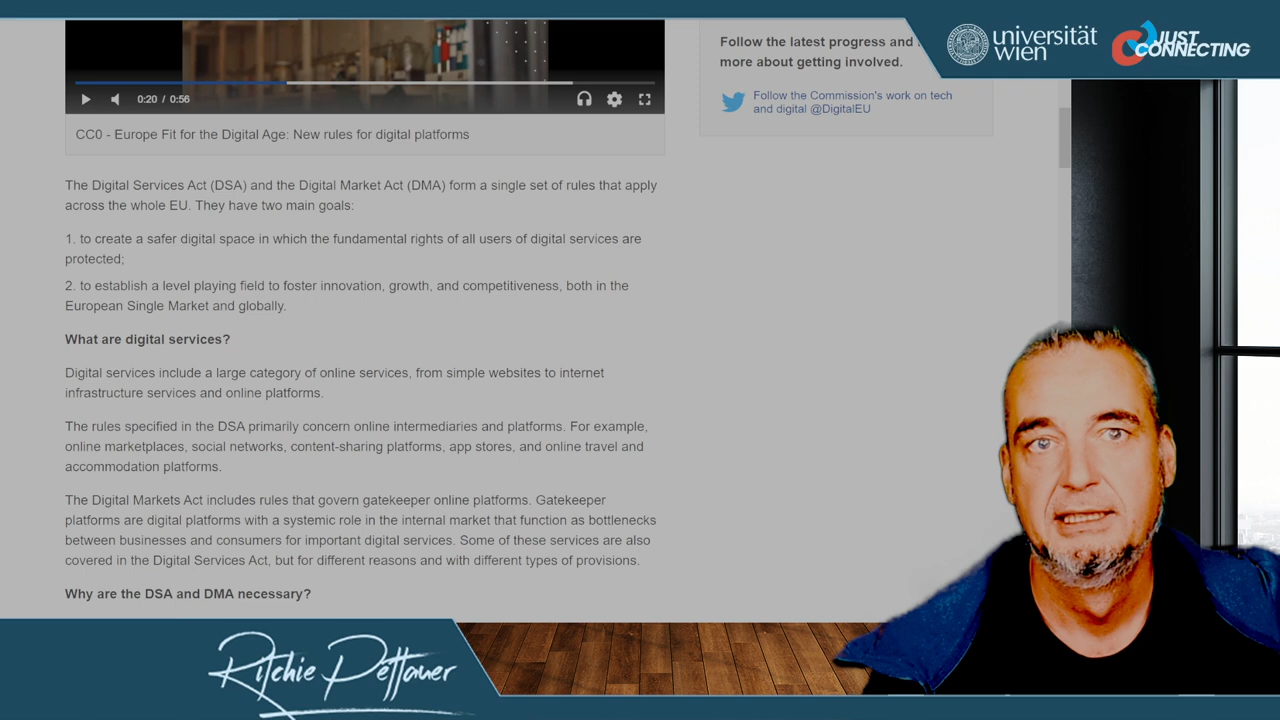 Follow the latest progress and
more about getting involved.
universität
wien
JUST
CONNECTING
0:20 / 0:56
Follow the Commission's work on tech
and digital @DigitalEU
CC0 - Europe Fit for the Digital Age: New rules for digital platforms
The Digital Services Act (DSA) and the Digital Market Act (DMA) form a single set of rules that apply
across the whole EU. They have two main goals:
1. to create a safer digital space in which the fundamental rights of all users of digital services are
protected;
2. to establish a level playing field to foster innovation, growth, and competitiveness, both in the
European Single Market and globally.
What are digital services?
Digital services include a large category of online services, from simple websites to internet
infrastructure services and online platforms.
The rules specified in the DSA primarily concern online intermediaries and platforms. For example,
online marketplaces, social networks, content-sharing platforms, app stores, and online travel and
accommodation platforms.
The Digital Markets Act includes rules that govern gatekeeper online platforms. Gatekeeper
platforms are digital platforms with a systemic role in the internal market that function as bottlenecks
between businesses and consumers for important digital services. Some of these services are also
covered in the Digital Services Act, but for different reasons and with different types of provisions.
Why are the DSA and DMA necessary?
Ritchie Pettauer